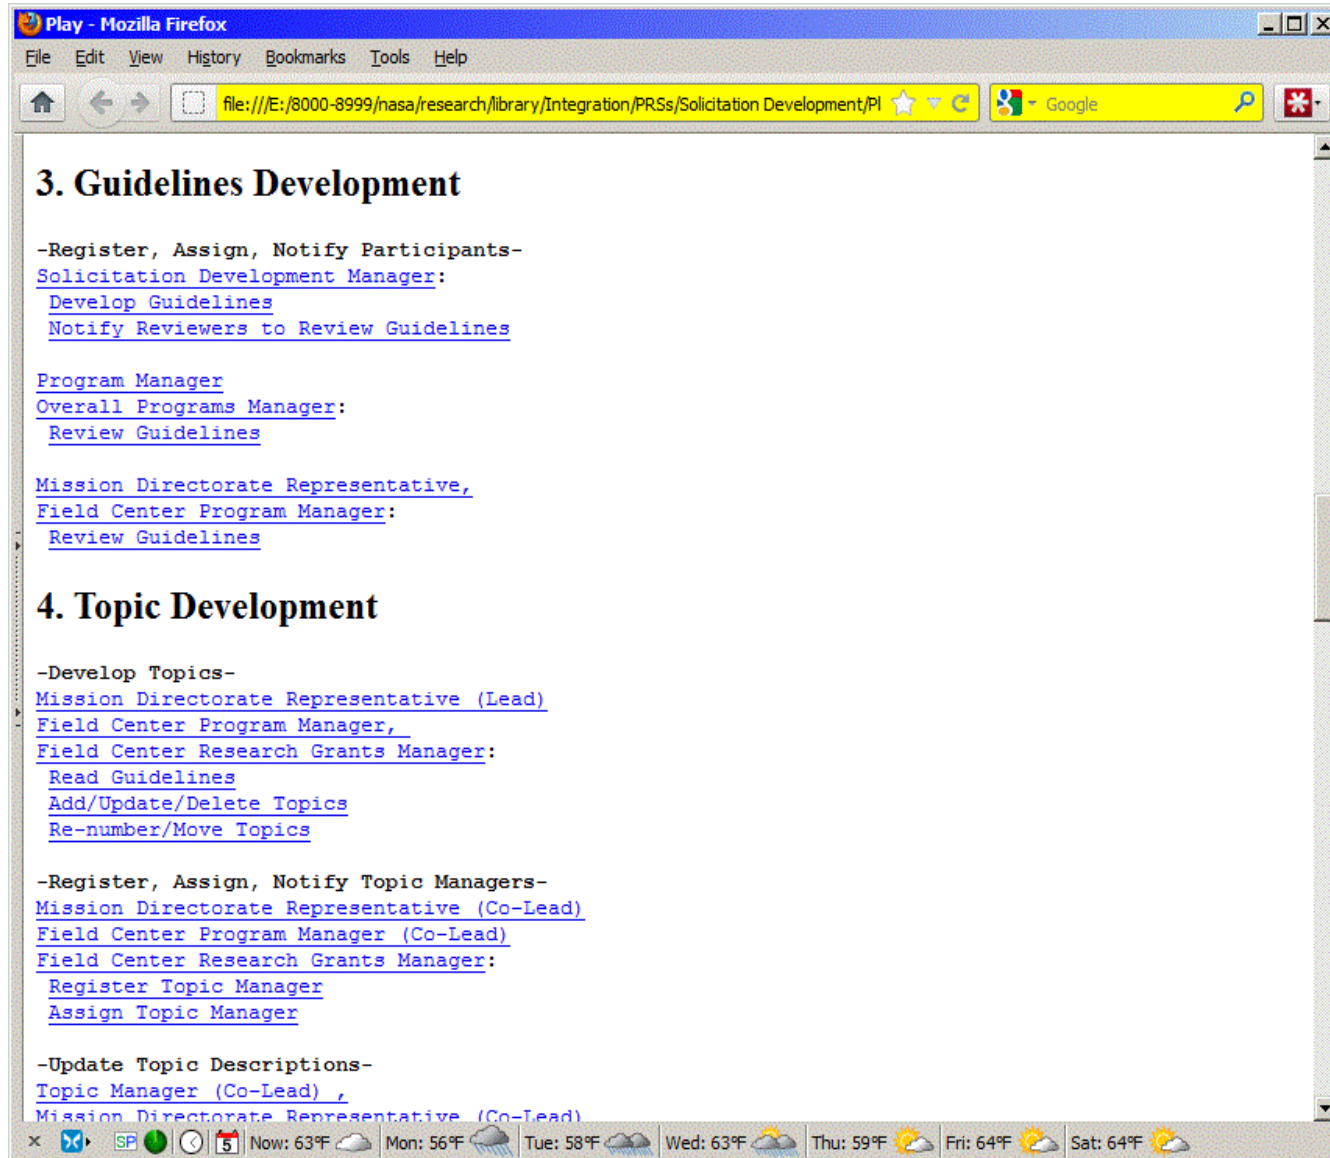 Play - Mozilla Firefox
File Edit View History Bookmarks Tools Help
file:///E:/8000-8999/nasa/research/library/Integration/PRSs/Solicitation Development/Pl
Google
3. Guidelines Development
-Register, Assign, Notify Participants-
Solicitation Development Manager:
Develop Guidelines
Notify Reviewers to Review Guidelines
Program Manager
Overall Programs Manager:
Review Guidelines
Mission Directorate Representative,
Field Center Program Manager:
Review Guidelines
4. Topic Development
-Develop Topics-
Mission Directorate Representative (Lead)
Field Center Program Manager,
Field Center Research Grants Manager:
Read Guidelines
Add/Update/Delete Topics
Re-number/Move Topics
-Register, Assign, Notify Topic Managers-
Mission Directorate Representative (Co-Lead)
Field Center Program Manager (Co-Lead)
Field Center Research Grants Manager:
Register Topic Manager
Assign Topic Manager
-Update Topic Descriptions-
Topic Manager (Co-Lead) ,
Mission Directorate Representative (Co-Lead)
SP 5 Now: 63°F Mon: 56°F Tue: 58°F Wed: 63°F Thu: 59°F Fri: 64°F Sat: 64°F